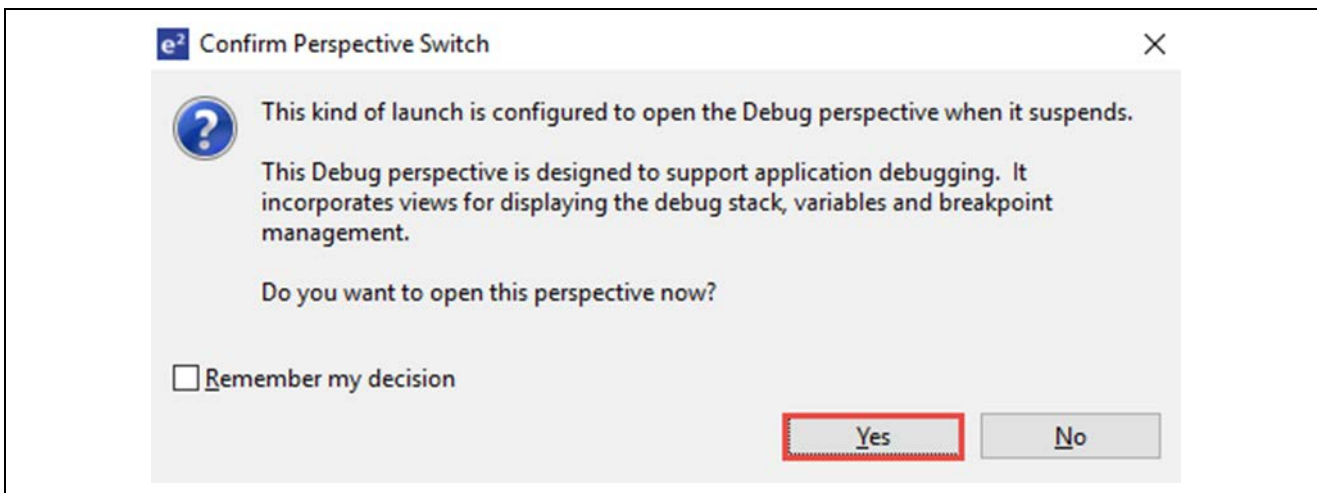 e² Confirm Perspective Switch
This kind of launch is configured to open the Debug perspective when it suspends.
This Debug perspective is designed to support application debugging.  It
incorporates views for displaying the debug stack, variables and breakpoint
management.
Do you want to open this perspective now?
Remember my decision
Yes No